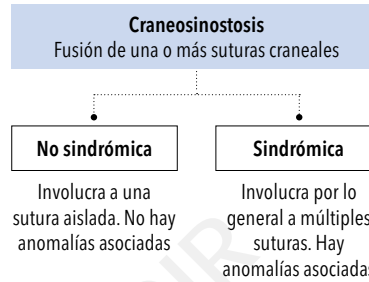 Craneosinostosis
Fusión de una o más suturas craneales
No sindrómica
Sindrómica
Involucra a una
sutura aislada. No hay
anomalías asociadas
Involucra por lo
general a múltiples
suturas. Hay
anomalías asociadas